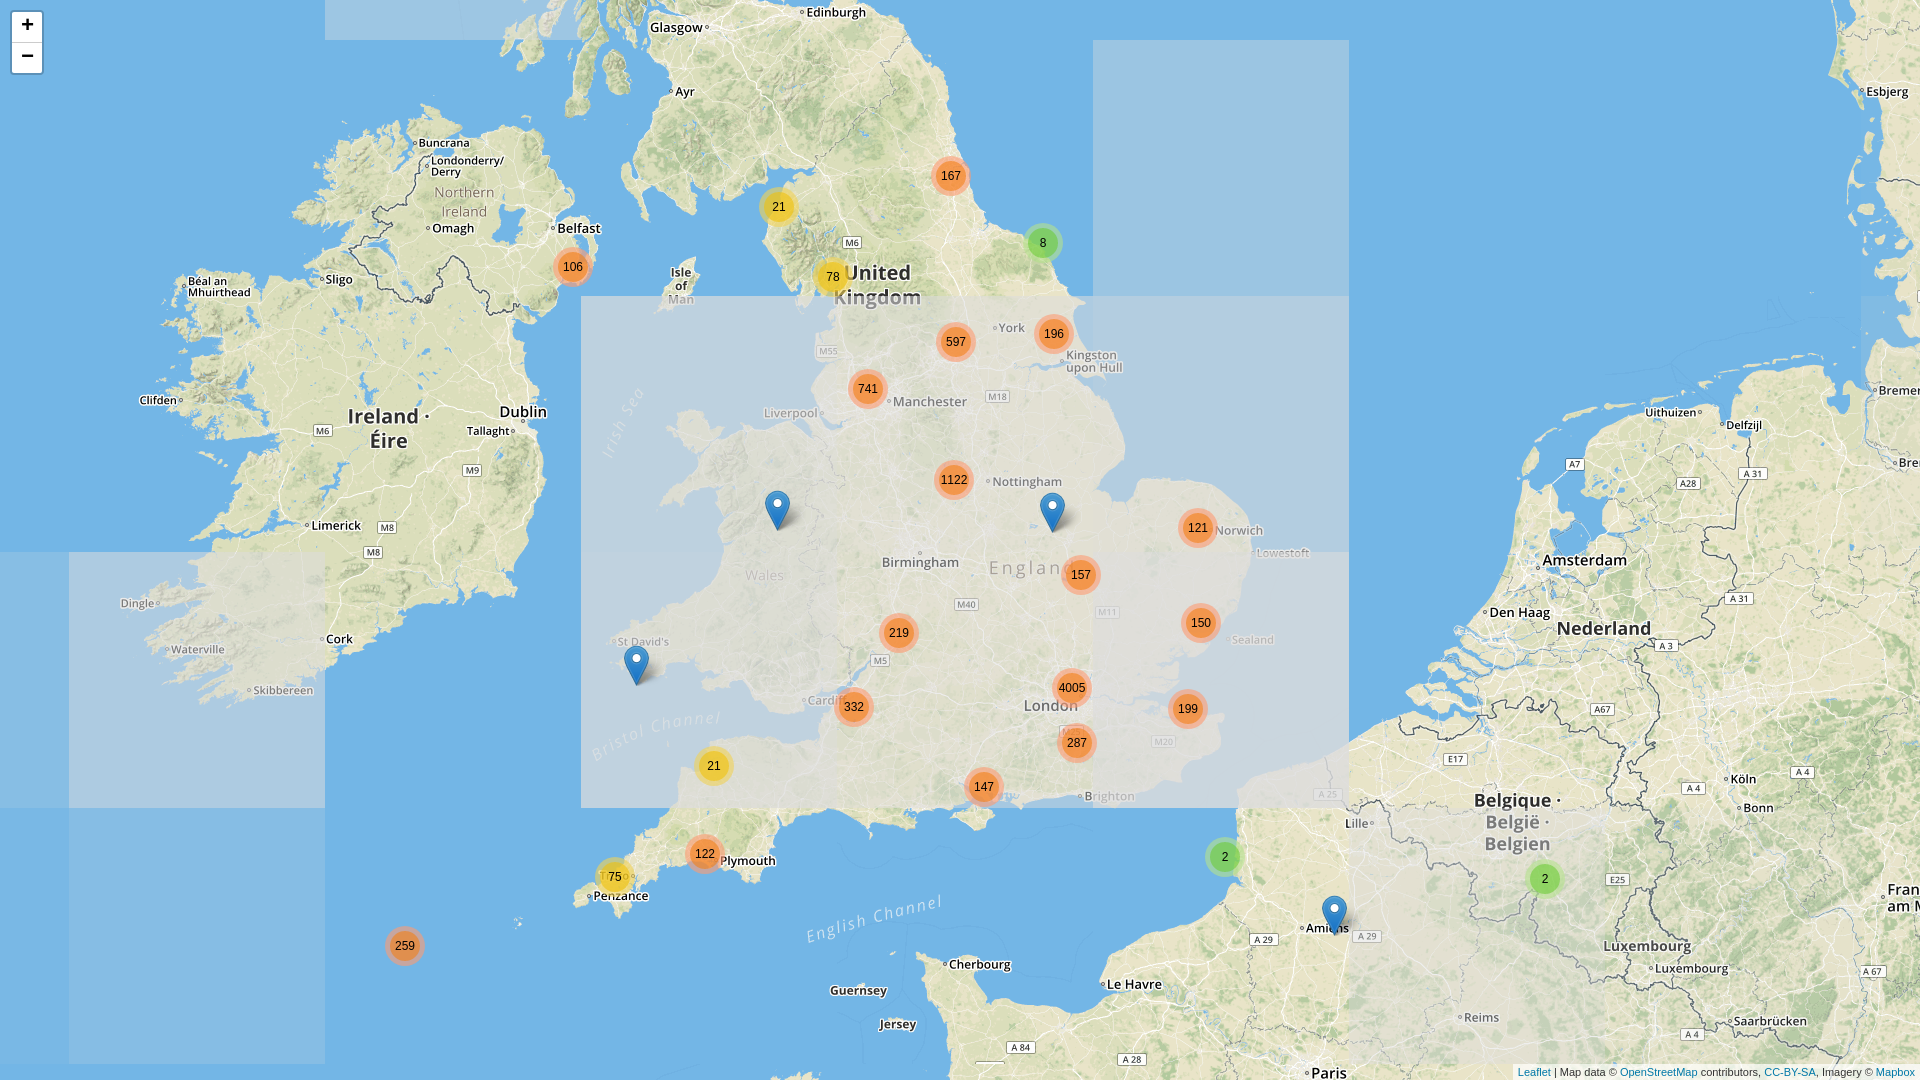 +
−
Edinburgh
Glasgow
Ayr
Esbjerg
Buncrana
Londonderry/
Derry
Northern
Ireland
Omagh
Belfast
167
21
8
M6
106
78
United
Kingdom
Isle
of
Man
Sligo
Béal an
Mhuirthead
York
196
597
M55
Kingston
upon Hull
741
Manchester
M18
Liverpool
Irish Sea
Clifden
Ireland ·
Éire
Dublin
Tallaght
M6
M9
Uithuizen
Delfzijl
A7
A 31
A28
1122
Nottingham
Limerick
M8
M8
121
Norwich
Lowestoft
Birmingham
Englan
157
Wales
Amsterdam
Dingle
M40
M11
A 31
Den Haag
Nederland
150
Sealand
219
Cork
Waterville
St David's
M5
A 3
Skibbereen
4005
London
332
199
A67
Bristol Channel
287
M20
E17
21
147
Brighton
A 25
Köln
A 4
A 4
Bonn
Belgique ·
België ·
Belgien
Lille
122
Plymouth
75
Penzance
2
2
E25
English Channel
259
Amiens
A 29
A 29
Luxembourg
Luxembourg
A 67
Cherbourg
Le Havre
Guernsey
Jersey
Reims
Saarbrücken
A 4
A 84
A 28
Paris
Leaflet | Map data © OpenStreetMap contributors, CC-BY-SA, Imagery © Mapbox